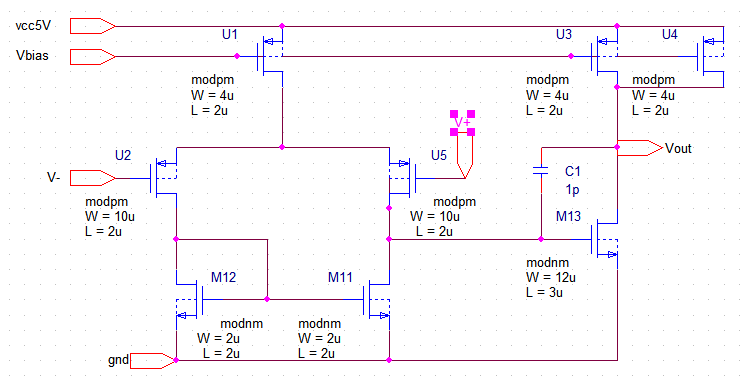 vcc5V
U1
U3
U4
Vbias
modpm
W = 4u
L = 2u
modpm
W = 4u
L = 2u
modpm
W = 4u
L = 2u
V+
U2
U5
Vout
V-
C1
1p
modpm
W = 10u
L = 2u
modpm
W = 10u
L = 2u
M13
modnm
W = 12u
L = 3u
M12
M11
modnm
W = 2u
L = 2u
modnm
W = 2u
L = 2u
gnd